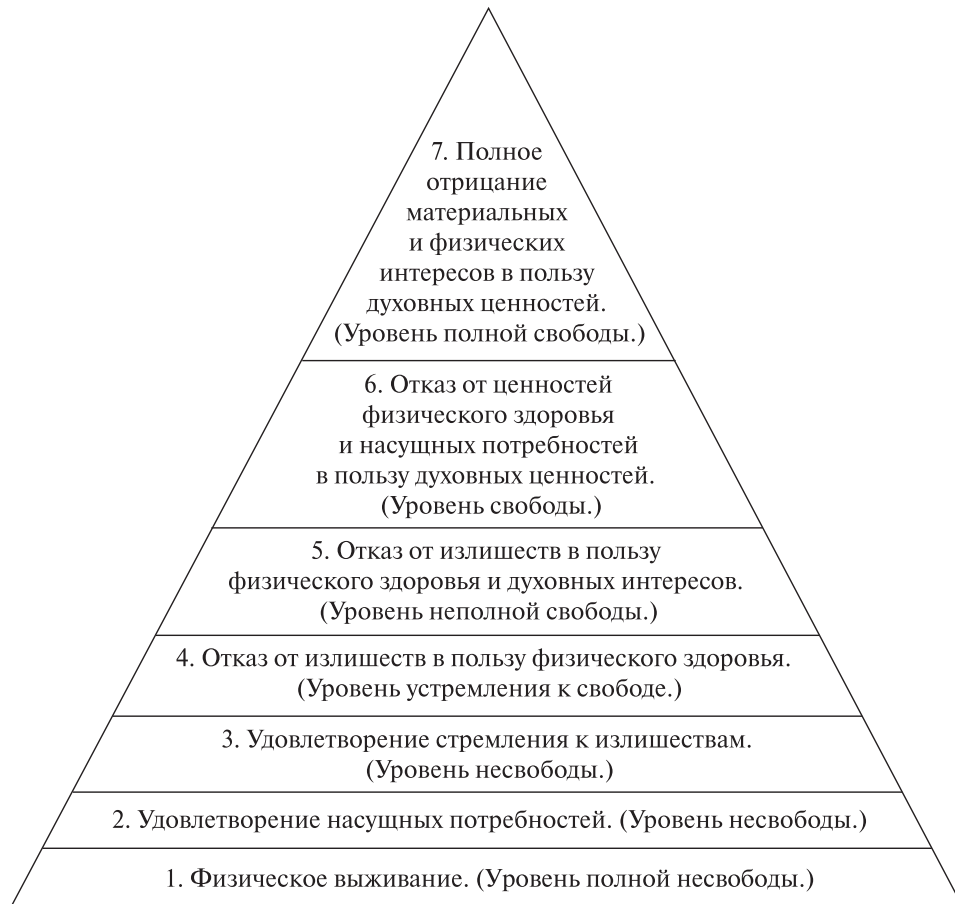 7. Полное
отрицание
материальных
и физических
интересов в пользу
духовных ценностей.
(Уровень полной свободы.)
6. Отказ от ценностей
физического здоровья
и насущных потребностей
в пользу духовных ценностей.
(Уровень свободы.)
5. Отказ от излишеств в пользу
физического здоровья и духовных интересов.
(Уровень неполной свободы.)
4. Отказ от излишеств в пользу физического здоровья.
(Уровень устремления к свободе.)
3. Удовлетворение стремления к излишествам.
(Уровень несвободы.)
2. Удовлетворение насущных потребностей. (Уровень несвободы.)
1. Физическое выживание. (Уровень полной несвободы.)